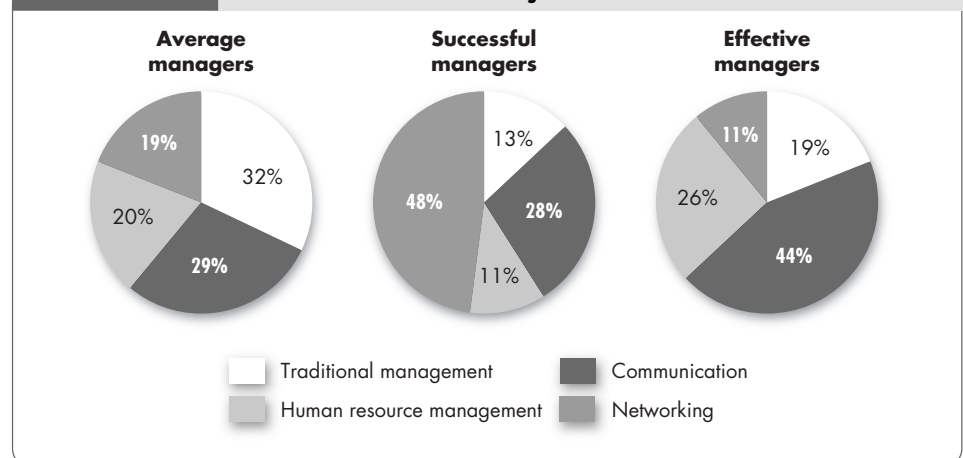 Average
managers
Successful
managers
Effective
managers
19%
32%
20%
29%
13%
48%
28%
11%
11%
19%
26%
44%
Traditional management
Communication
Human resource management
Networking